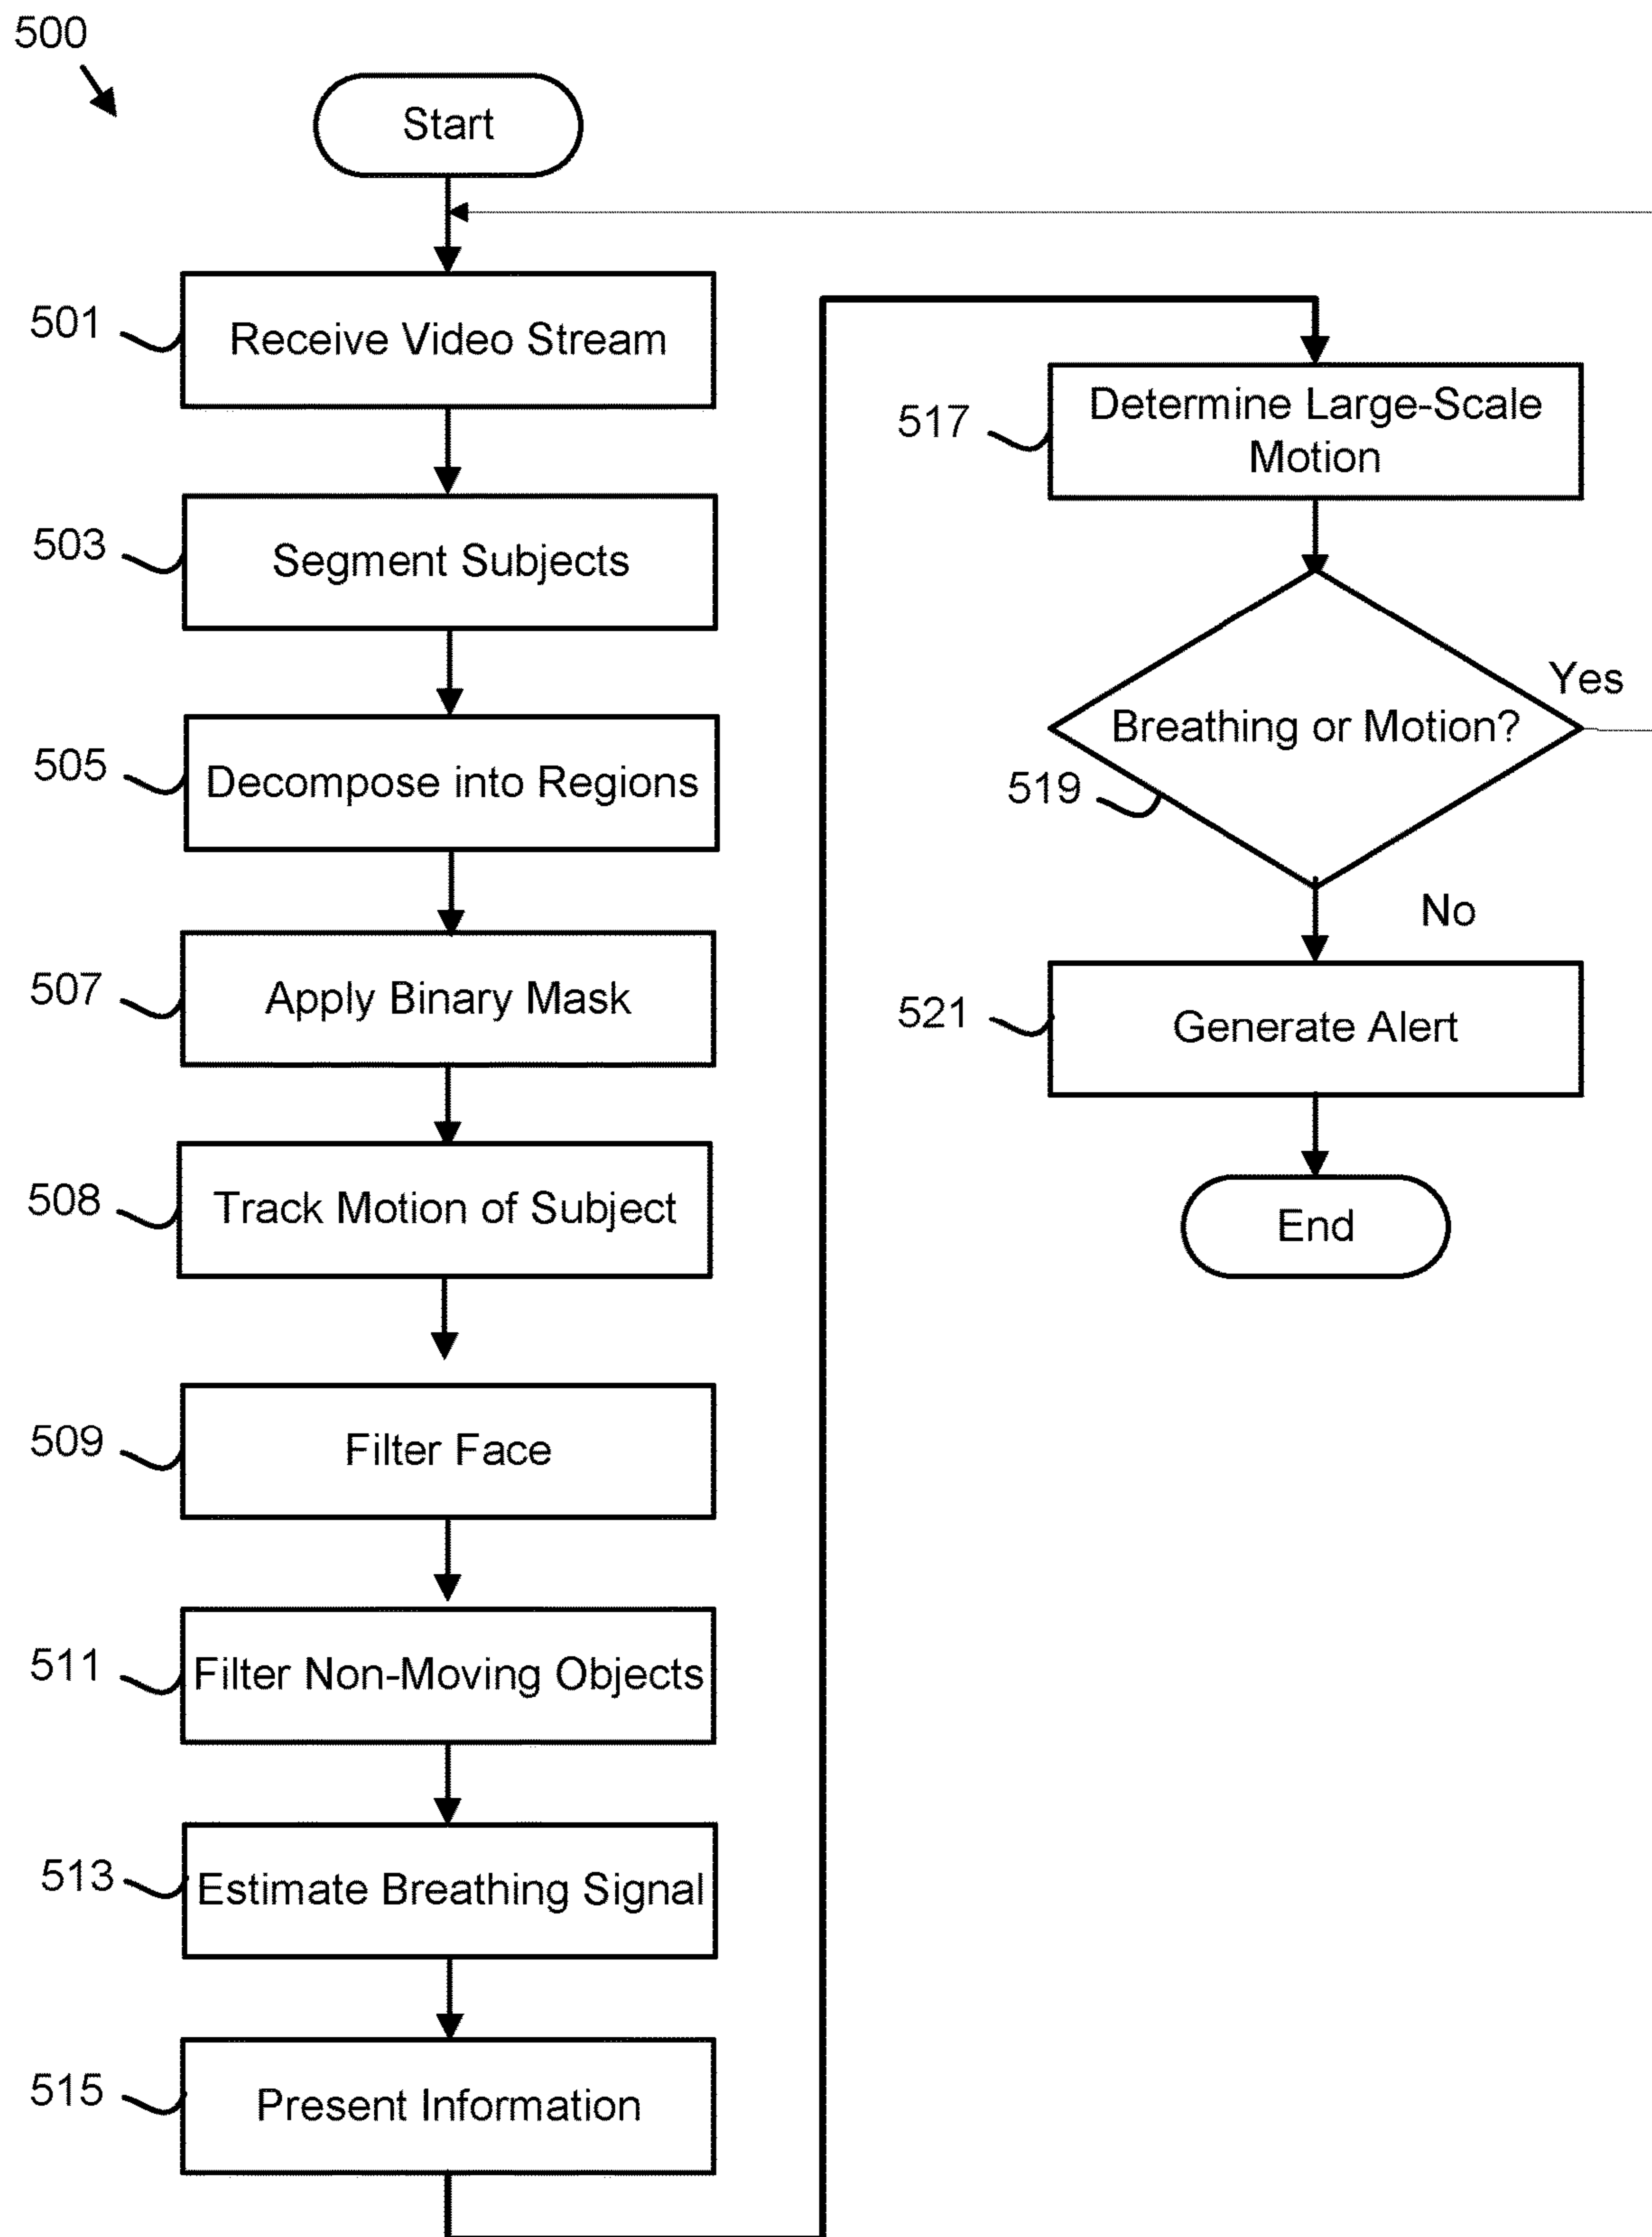 500
Start
501
Receive Video Stream
503
Segment Subjects
505
Decompose into Regions
507
Apply Binary Mask
508
Track Motion of Subject
509
Filter Face
511
Filter Non-Moving Objects
513
Estimate Breathing Signal
515
Present Information
517
Determine Large-Scale
Motion
Yes
Breathing or Motion?
519
No
521
Generate Alert
End